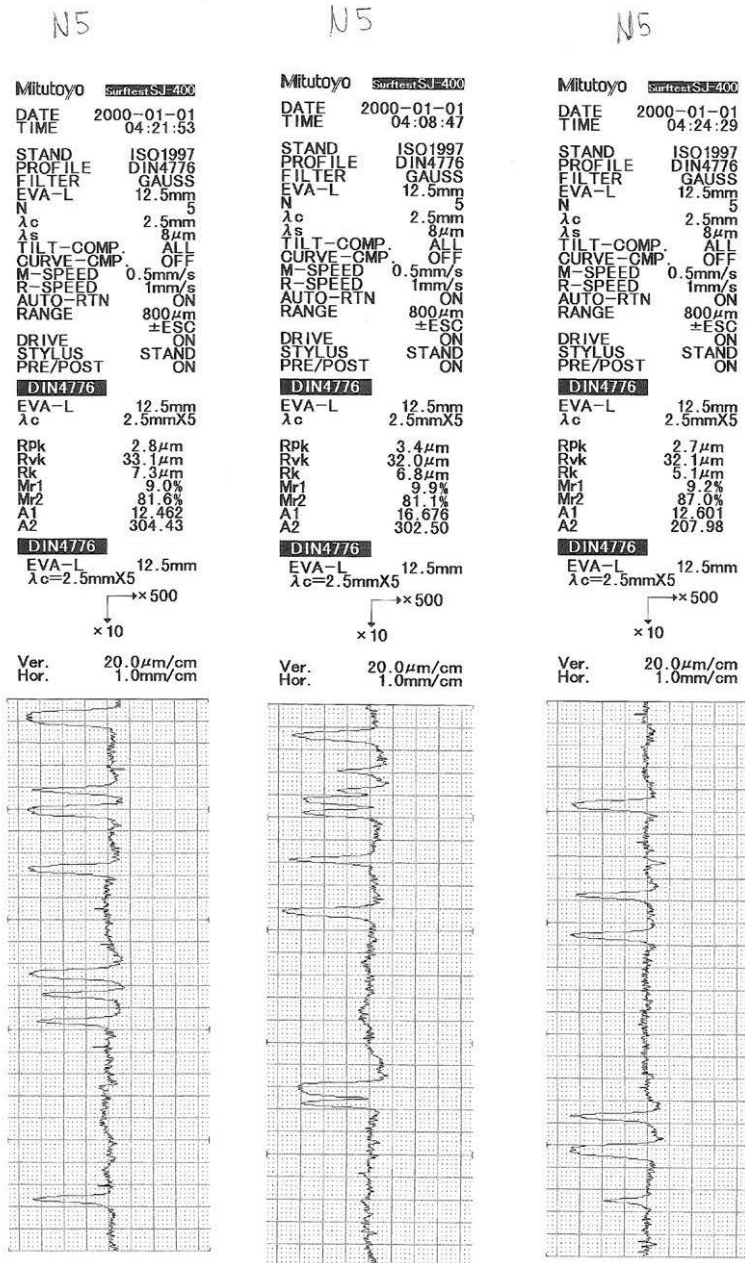 N5
Mitutoyo SurftestSJ-400
DATE 2000-01-01
TIME 04:21:53
STAND ISO1997
PROFILE DIN4776
FILTER GAUSS
EVA-L 12.5mm
N 5
λc 2.5mm
λs 8μm
TILT-COMP. ALL
CURVE-CMP. OFF
M-SPEED 0.5mm/s
R-SPEED 1mm/s
AUTO-RTN ON
RANGE 800μm
±ESC
DRIVE ON
STYLUS STAND
PRE/POST ON
DIN4776
EVA-L 12.5mm
λc 2.5mmX5
Rpk 2.8μm
Rvk 33.1μm
Rk 7.3μm
Mr1 9.0%
Mr2 81.6%
A1 12.462
A2 304.43
DIN4776
EVA-L 12.5mm
λc=2.5mmX5
×500
×10
Ver. 20.0μm/cm
Hor. 1.0mm/cm
N5
Mitutoyo SurftestSJ-400
DATE 2000-01-01
TIME 04:08:47
STAND ISO1997
PROFILE DIN4776
FILTER GAUSS
EVA-L 12.5mm
N 5
λc 2.5mm
λs 8μm
TILT-COMP. ALL
CURVE-CMP. OFF
M-SPEED 0.5mm/s
R-SPEED 1mm/s
AUTO-RTN ON
RANGE 800μm
±ESC
DRIVE ON
STYLUS STAND
PRE/POST ON
DIN4776
EVA-L 12.5mm
λc 2.5mmX5
Rpk 3.4μm
Rvk 32.0μm
Rk 6.8μm
Mr1 9.9%
Mr2 81.1%
A1 16.676
A2 302.50
DIN4776
EVA-L 12.5mm
λc=2.5mmX5
×500
×10
Ver. 20.0μm/cm
Hor. 1.0mm/cm
N5
Mitutoyo SurftestSJ-400
DATE 2000-01-01
TIME 04:24:29
STAND ISO1997
PROFILE DIN4776
FILTER GAUSS
EVA-L 12.5mm
N 5
λc 2.5mm
λs 8μm
TILT-COMP. ALL
CURVE-CMP. OFF
M-SPEED 0.5mm/s
R-SPEED 1mm/s
AUTO-RTN ON
RANGE 800μm
±ESC
DRIVE ON
STYLUS STAND
PRE/POST ON
DIN4776
EVA-L 12.5mm
λc 2.5mmX5
Rpk 2.7μm
Rvk 32.1μm
Rk 5.1μm
Mr1 9.2%
Mr2 87.0%
A1 12.601
A2 207.98
DIN4776
EVA-L 12.5mm
λc=2.5mmX5
×500
×10
Ver. 20.0μm/cm
Hor. 1.0mm/cm